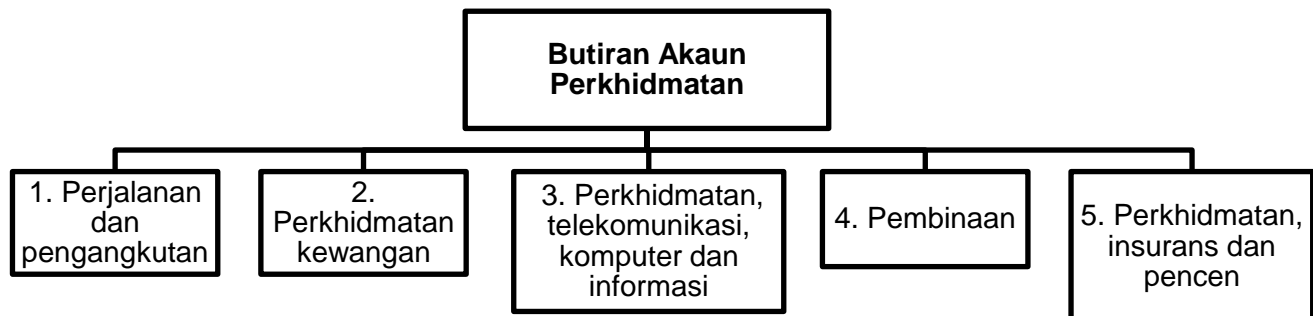 Butiran Akaun
Perkhidmatan
1. Perjalanan
dan
pengangkutan
2.
Perkhidmatan
kewangan
3. Perkhidmatan,
telekomunikasi,
komputer dan
informasi
4. Pembinaan
5. Perkhidmatan,
insurans dan
pencen